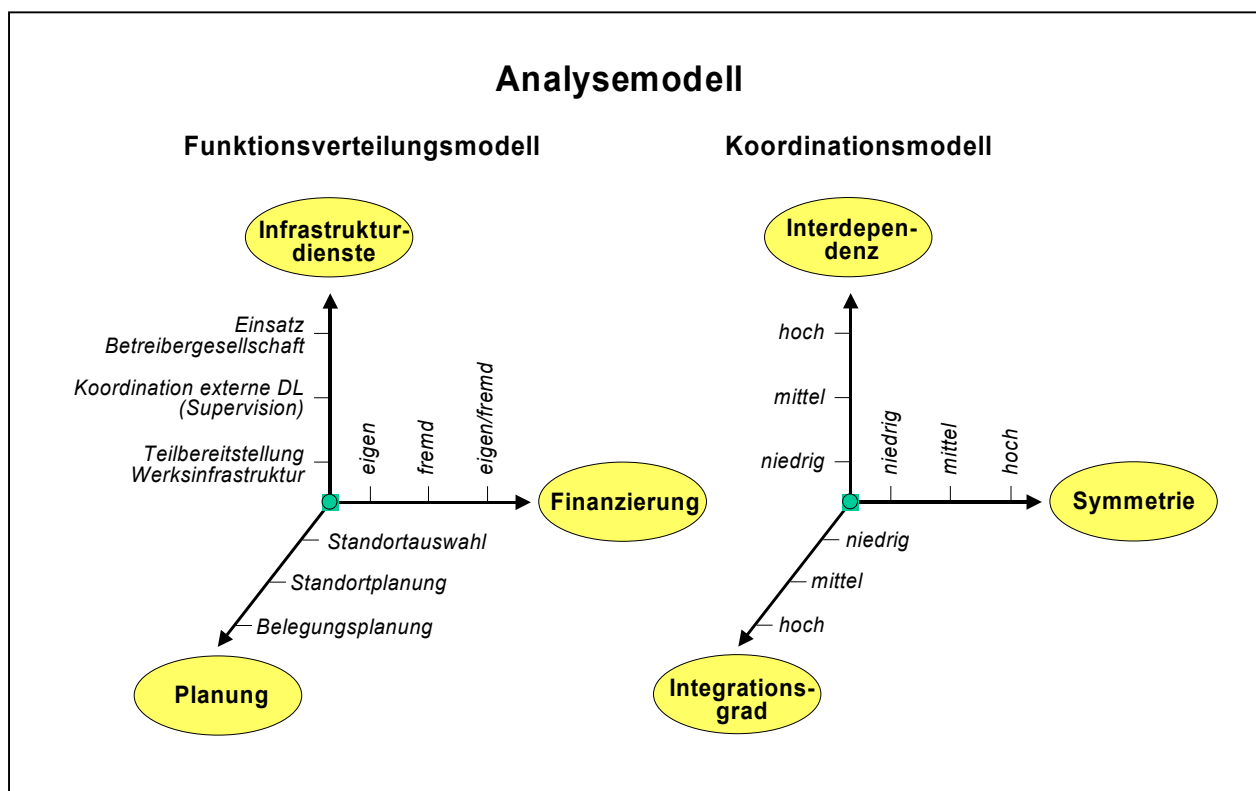 Analysemodell
Funktionsverteilungsmodell
Infrastruktur-
dienste
Einsatz
Betreibergesellschaft
Koordination externe DL
(Supervision)
Teilbereitstellung
Werksinfrastruktur
eigen
fremd
eigen/fremd
Finanzierung
Standortauswahl
Standortplanung
Belegungsplanung
Planung
Koordinationsmodell
Interdepen-
denz
hoch
mittel
niedrig
niedrig
mittel
hoch
Symmetrie
niedrig
mittel
hoch
Integrations-
grad